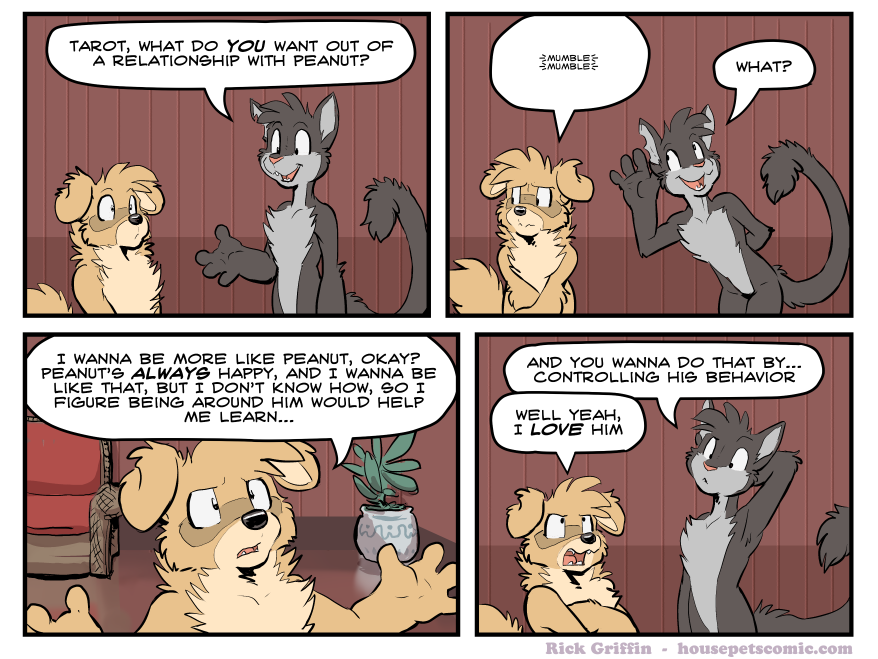 TAROT, WHAT DO YOU WANT OUT OF
A RELATIONSHIP WITH PEANUT?
MUMBLE
MUMBLE
WHAT?
I WANNA BE MORE LIKE PEANUT, OKAY?
PEANUT'S ALWAYS HAPPY, AND I WANNA BE
LIKE THAT, BUT I DON'T KNOW HOW, SO I
FIGURE BEING AROUND HIM WOULD HELP
ME LEARN...
AND YOU WANNA DO THAT BY...
CONTROLLING HIS BEHAVIOR
WELL YEAH,
I LOVE HIM
Rick Griffin - housepetscomic.com